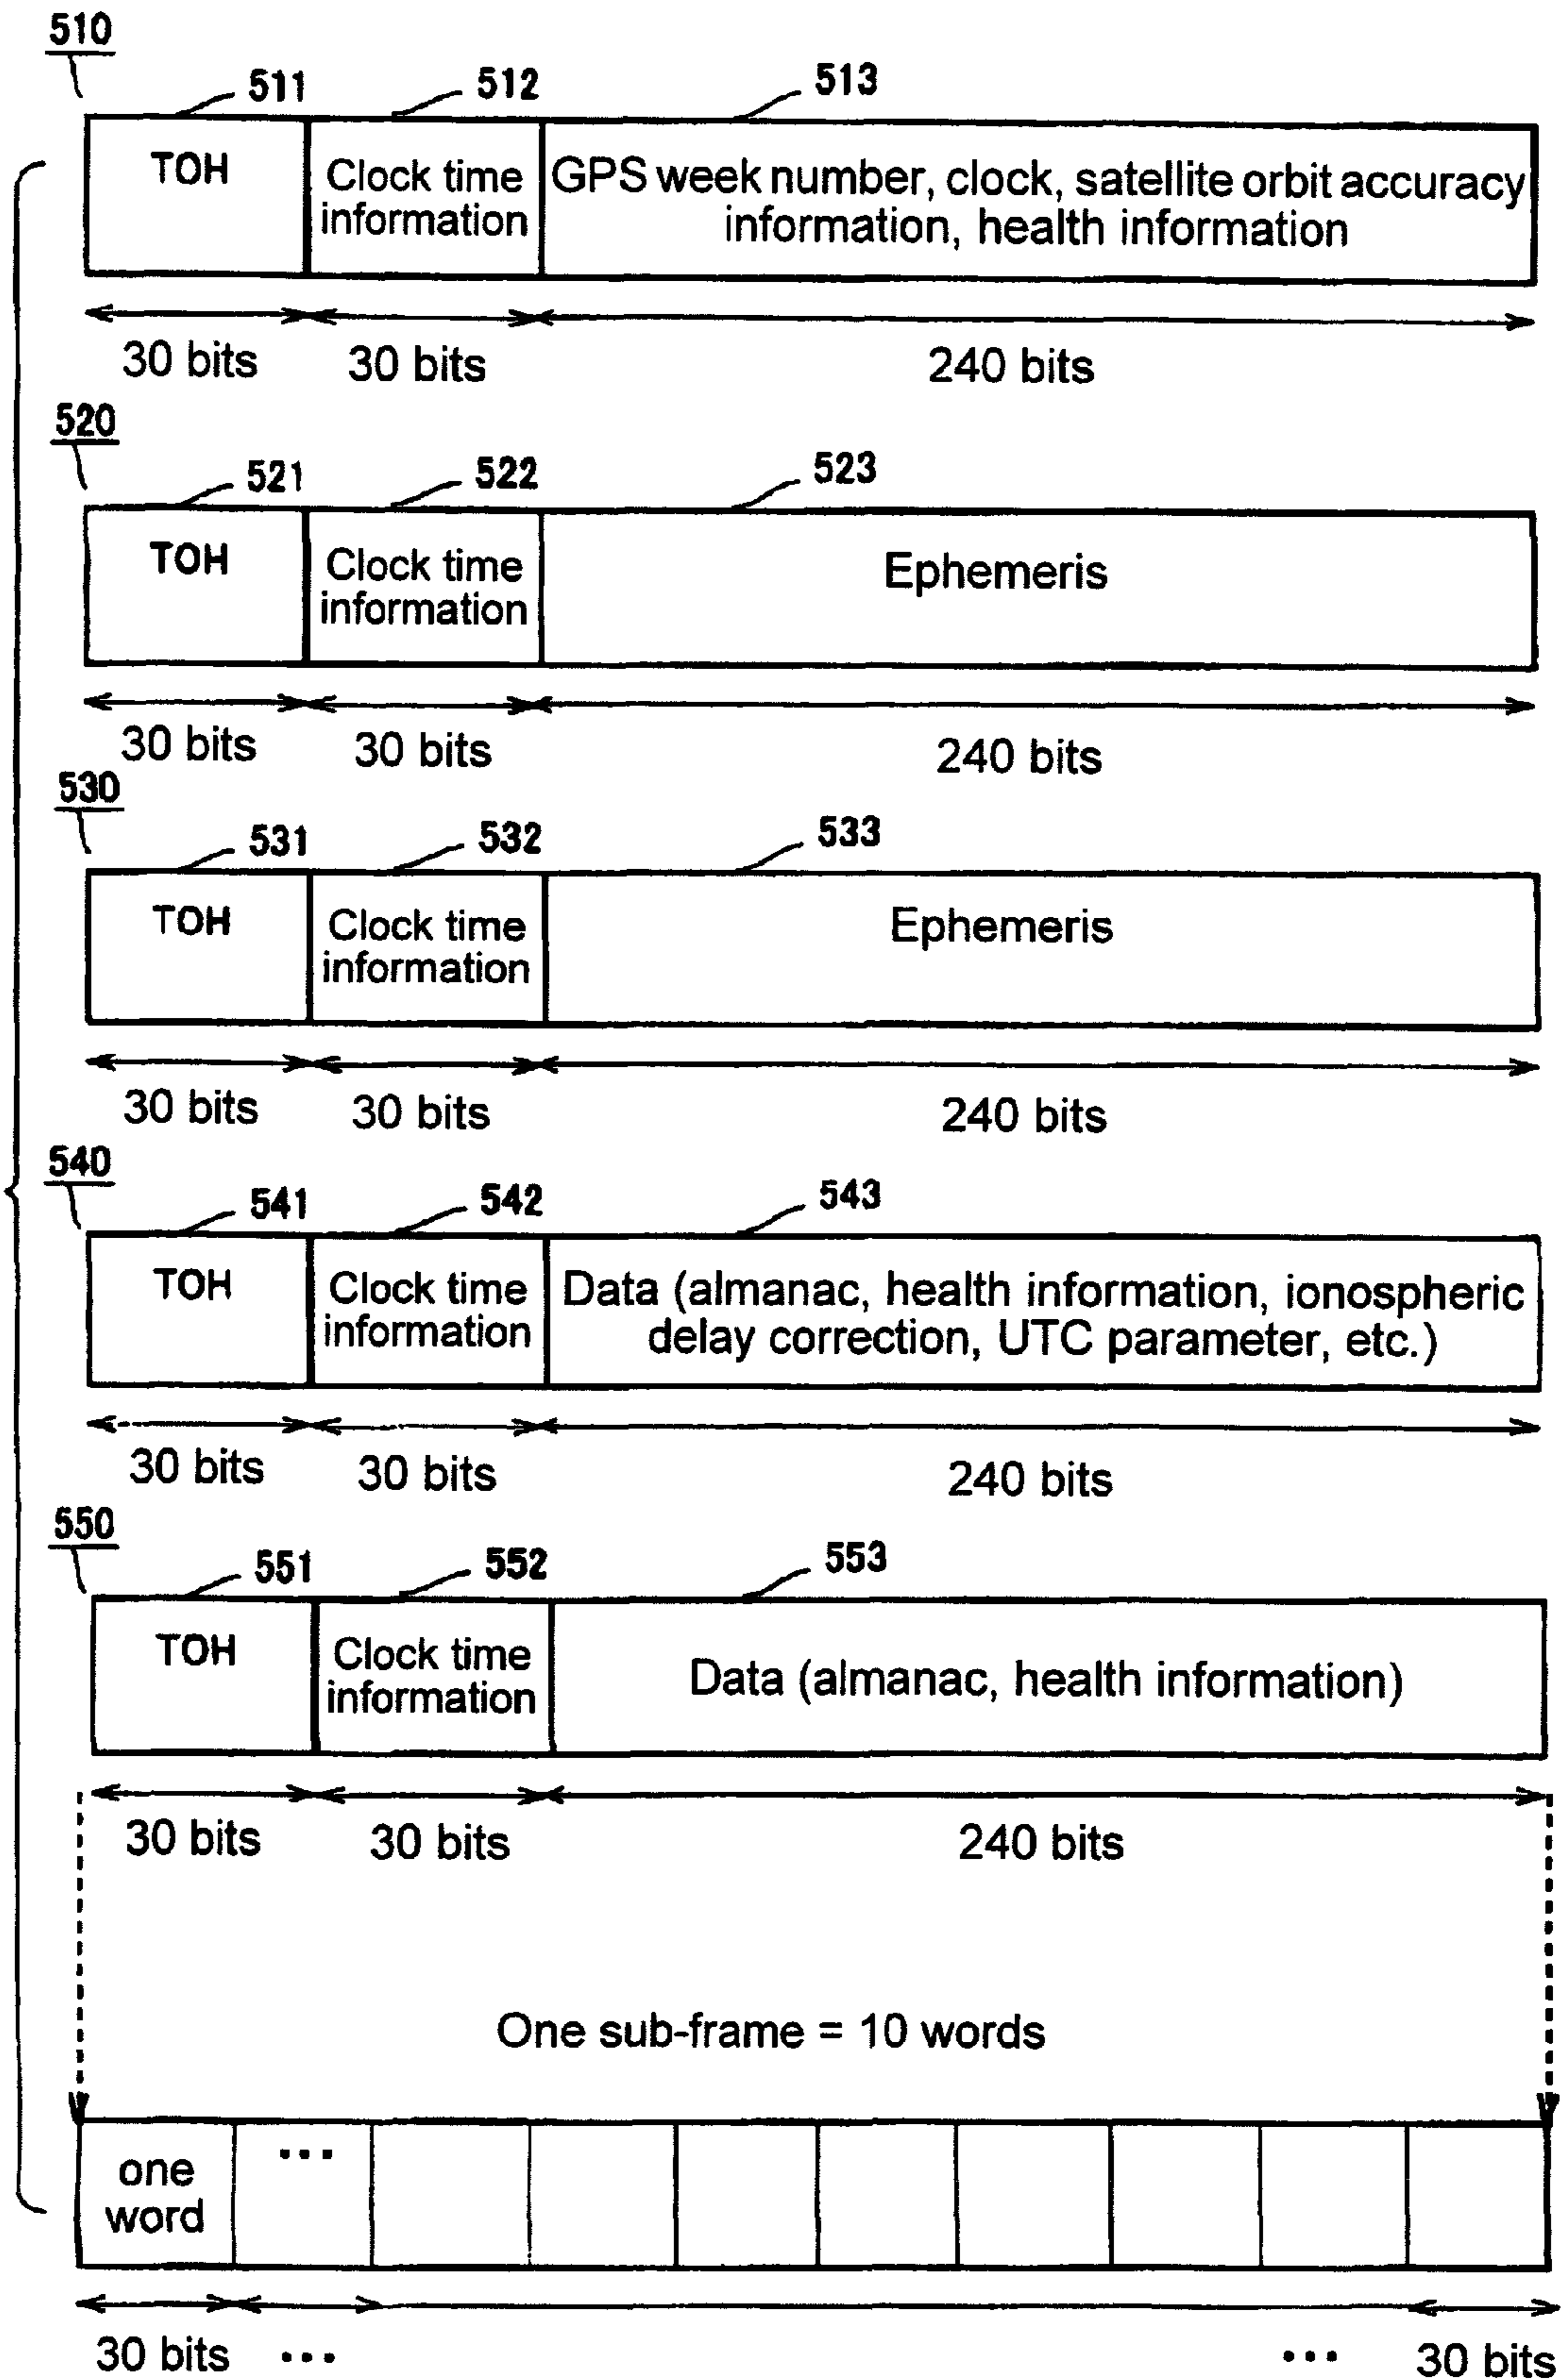 510
511
512
513
TOH
Clock time
information
GPS week number, clock, satellite orbit accuracy
information, health information
30 bits
30 bits
240 bits
520
521
522
523
TOH
Clock time
information
Ephemeris
30 bits
30 bits
240 bits
530
531
532
533
TOH
Clock time
information
Ephemeris
30 bits
30 bits
240 bits
540
541
542
543
TOH
Clock time
information
Data (almanac, health information, ionospheric
delay correction, UTC parameter, etc.)
30 bits
30 bits
240 bits
550
551
552
553
TOH
Clock time
information
Data (almanac, health information)
30 bits
30 bits
240 bits
One sub-frame = 10 words
one
word
...
30 bits
...
...
30 bits